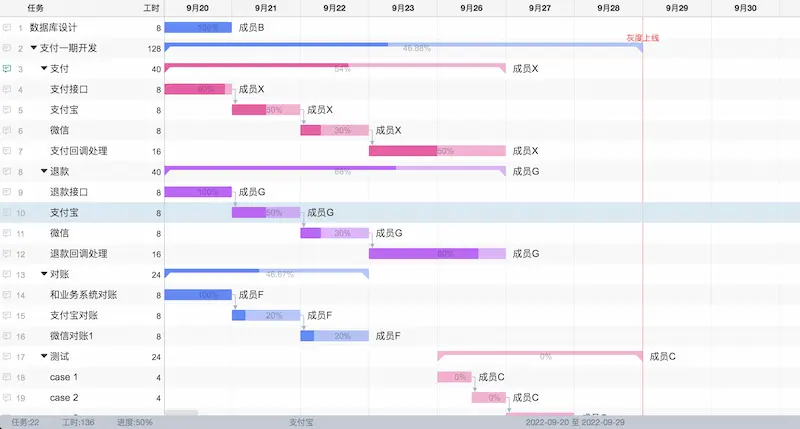 任务 工时 9月20 9月21 9月22 9月23 9月26 9月27 9月28 9月29
灰度上线
1 数据库设计 8 100% 成员B
2 支付一期开发 128 46.88%
3 支付 40 54% 成员X
4 支付接口 8 90% 成员X
5 支付宝 8 50% 成员X
6 微信 8 30% 成员X
7 支付回调处理 16 50% 成员X
8 退款 40 68% 成员G
9 退款接口 8 100% 成员G
10 支付宝 8 50% 成员G
11 微信 8 30% 成员G
12 退款回调处理 16 80% 成员G
13 对账 24 46.67%
14 和业务系统对账 8 100% 成员F
15 支付宝对账 8 20% 成员F
16 微信对账1 8 20% 成员F
17 测试 24 0% 成员C
18 case 1 4 0% 成员C
19 case 2 4 0% 成员C
任务:22 工时:136 进度:50% 支付宝 2022-09-20 至 2022-09-29